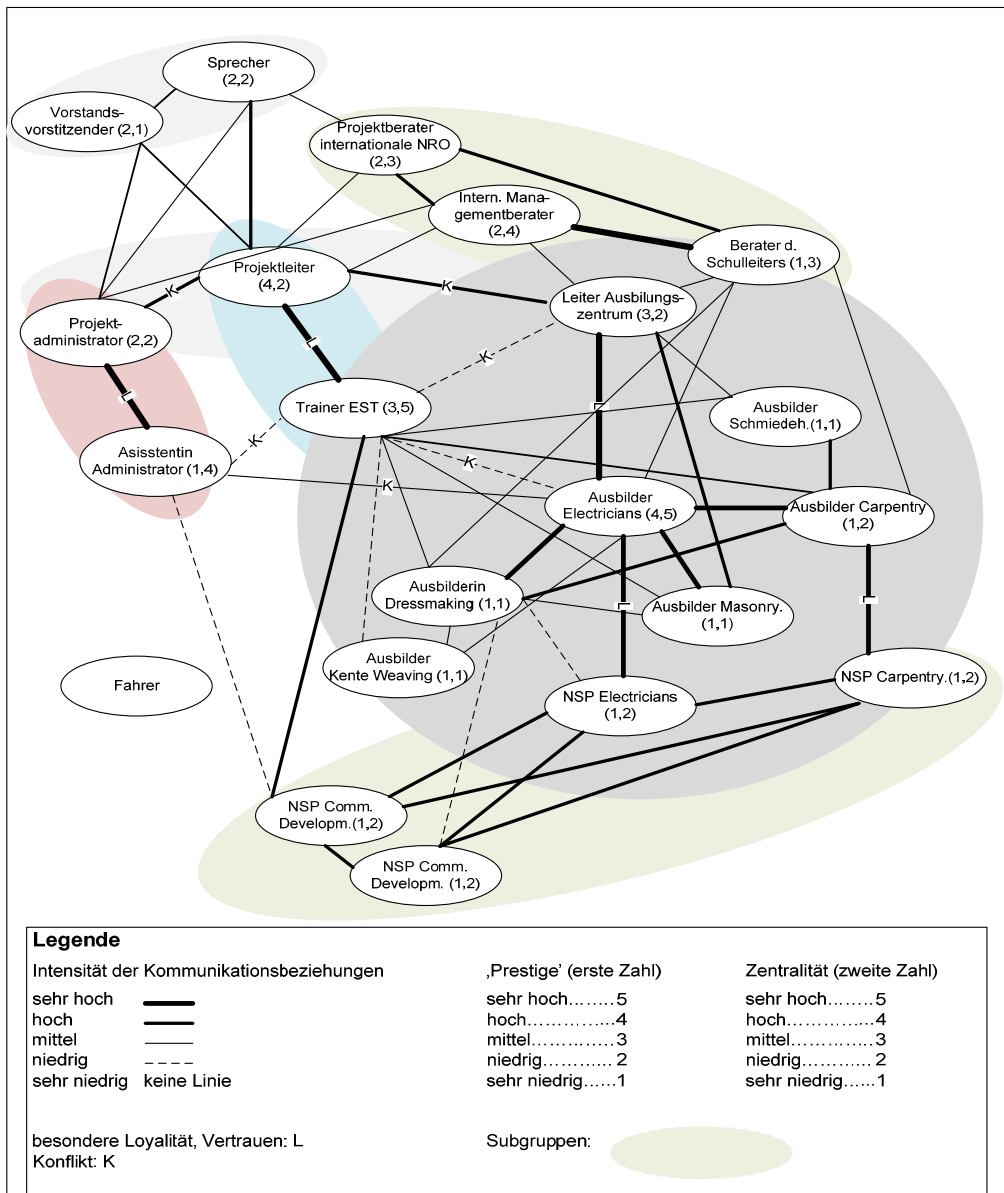 Sprecher
(2,2)
Vorstands-
vorstitzender (2,1)
Projektberater
internationale NRO
(2,3)
Intern. Mana-
gementberater
(2,4)
Berater d.
Schulleiters (1,3)
Projektleiter
(4,2)
K
K
Leiter Ausbilungs-
zentrum (3,2)
Projekt-
administrator (2,2)
L
K
L
Trainer EST (3,5)
L
Ausbilder
Schmiedeh.(1,1)
K
Asisstentin
Administrator (1,4)
K
K
Ausbilder
Electricians (4,5)
Ausbilder Carpentry
(1,2)
Ausbilderin
Dressmaking (1,1)
L
Ausbilder Masonry.
(1,1)
L
Ausbilder
Kente Weaving (1,1)
Fahrer
NSP Electricians
(1,2)
NSP Carpentry.(1,2)
NSP Comm.
Developm.(1,2)
NSP Comm.
Developm. (1,2)
Legende
Intensität der Kommunikationsbeziehungen
sehr hoch
hoch
mittel
niedrig
sehr niedrig keine Linie
‚Prestige’ (erste Zahl)
sehr hoch........5
hoch..............4
mittel..............3
niedrig............2
sehr niedrig......1
Zentralität (zweite Zahl)
sehr hoch........5
hoch..............4
mittel..............3
niedrig............2
sehr niedrig......1
besondere Loyalität, Vertrauen: L
Konflikt: K
Subgruppen: